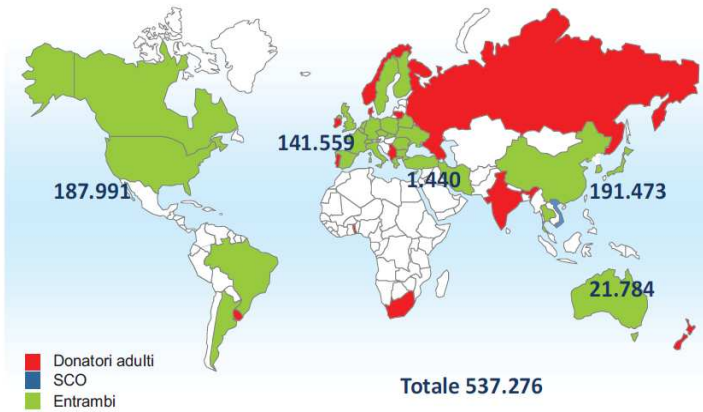 141.559
187.991
1.440
191.473
21.784
Donatori adulti
SCO
Entrambi
Totale 537.276